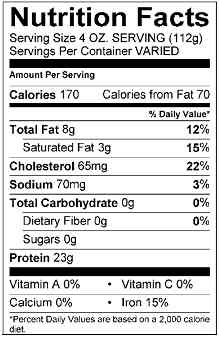 Nutrition Facts
Serving Size 4 OZ. SERVING (112g)
Servings Per Container VARIED
Amount Per Serving
Calories 170 Calories from Fat 70
% Daily Value*
Total Fat 8g 12%
Saturated Fat 3g 15%
Cholesterol 65mg 22%
Sodium 70mg 3%
Total Carbohydrate 0g 0%
Dietary Fiber 0g 0%
Sugars 0g
Protein 23g
Vitamin A 0% • Vitamin C 0%
Calcium 0% • Iron 15%
*Percent Daily Values are based on a 2,000 calorie
diet.